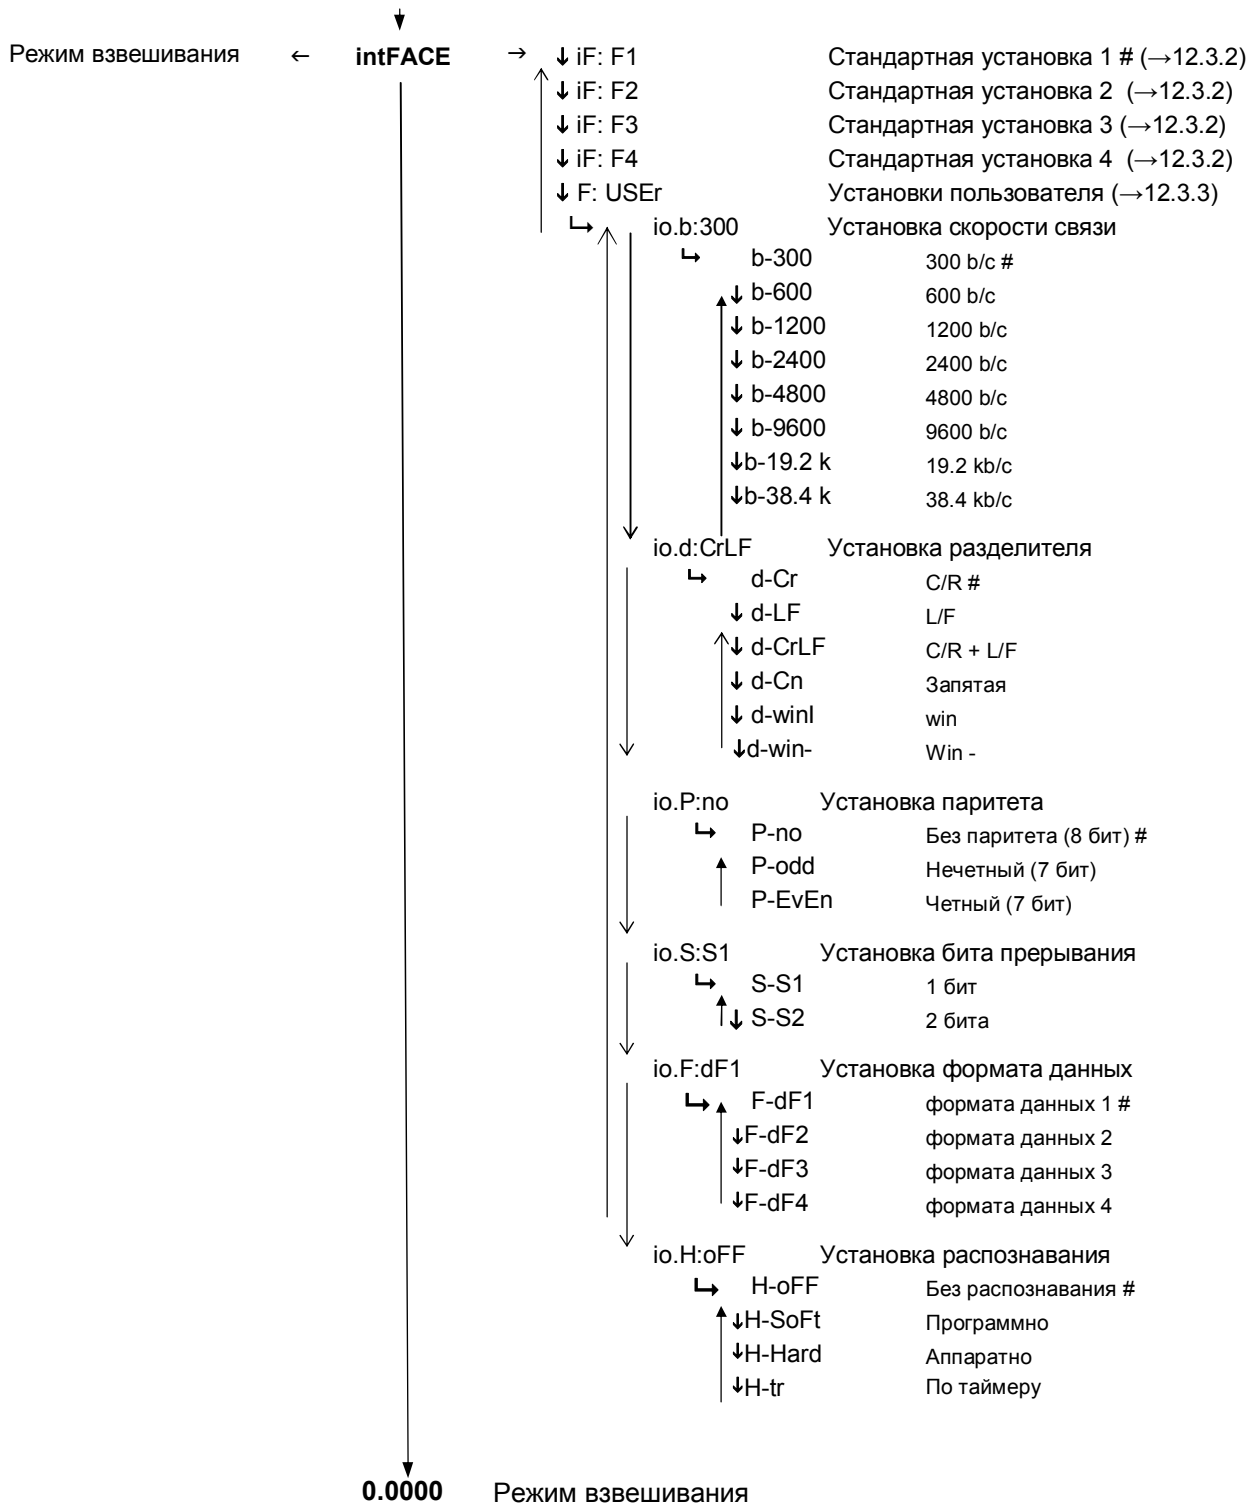 Режим взвешивания ← intFACE → ↓ iF: F1 Стандартная установка 1 # (→12.3.2)
↓ iF: F2 Стандартная установка 2 (→12.3.2)
↓ iF: F3 Стандартная установка 3 (→12.3.2)
↓ iF: F4 Стандартная установка 4 (→12.3.2)
↓ F: USEr Установки пользователя (→12.3.3)
io.b:300 Установка скорости связи
b-300 300 b/c #
↓ b-600 600 b/c
↓ b-1200 1200 b/c
↓ b-2400 2400 b/c
↓ b-4800 4800 b/c
↓ b-9600 9600 b/c
↓b-19.2 k 19.2 kb/c
↓b-38.4 k 38.4 kb/c
io.d:CrLF Установка разделителя
d-Cr C/R #
↓ d-LF L/F
↓ d-CrLF C/R + L/F
↓ d-Cn Запятая
↓ d-winl win
↓d-win- Win -
io.P:no Установка паритета
P-no Без паритета (8 бит) #
P-odd Нечетный (7 бит)
P-EvEn Четный (7 бит)
io.S:S1 Установка бита прерывания
S-S1 1 бит
↓ S-S2 2 бита
io.F:dF1 Установка формата данных
F-dF1 формата данных 1 #
↓F-dF2 формата данных 2
↓F-dF3 формата данных 3
↓F-dF4 формата данных 4
io.H:oFF Установка распознавания
H-oFF Без распознавания #
↓H-SoFt Программно
↓H-Hard Аппаратно
↓H-tr По таймеру
0.0000 Режим взвешивания